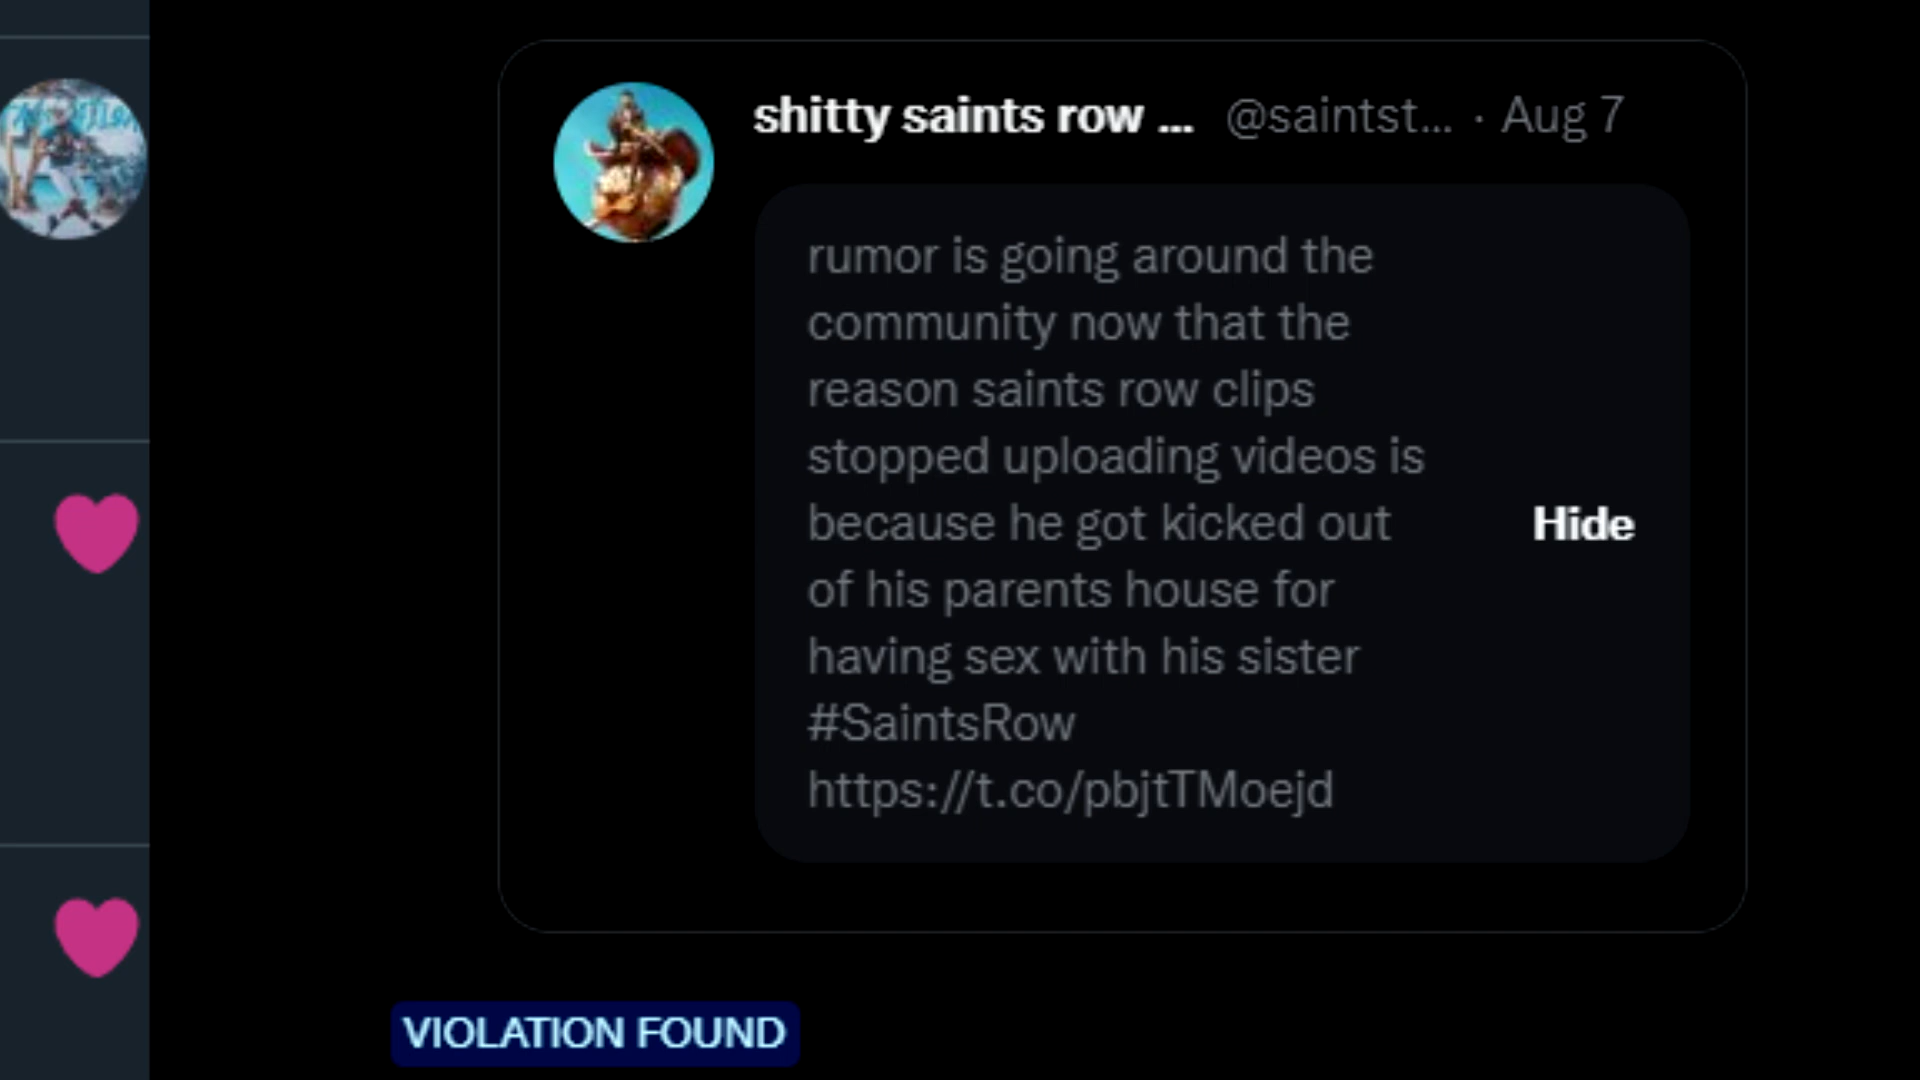 shitty saints row ... @saintst... · Aug 7
rumor is going around the
community now that the
reason saints row clips
stopped uploading videos is
because he got kicked out
of his parents house for
having sex with his sister
#SaintsRow
https://t.co/pbjtTMoejd
Hide
VIOLATION FOUND